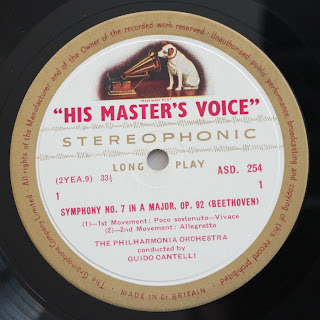 All rights of the Manufacturer and of the Owner of the recorded work reserved. Unauthorised public performance, broadcasting and copying of this record prohibited
The Gramophone Company Limited.
TRADEMARK
"HIS MASTER'S VOICE"
STEREOPHONIC
LONG PLAY
(2YEA.9) 33⅓ ASD. 254
1 1
SYMPHONY NO. 7 IN A MAJOR, OP. 92 (BEETHOVEN)
(1)—1st Movement: Poco sostenuto—Vivace
(2)—2nd Movement: Allegretto
THE PHILHARMONIA ORCHESTRA
conducted by
GUIDO CANTELLI
MADE IN Gt. BRITAIN